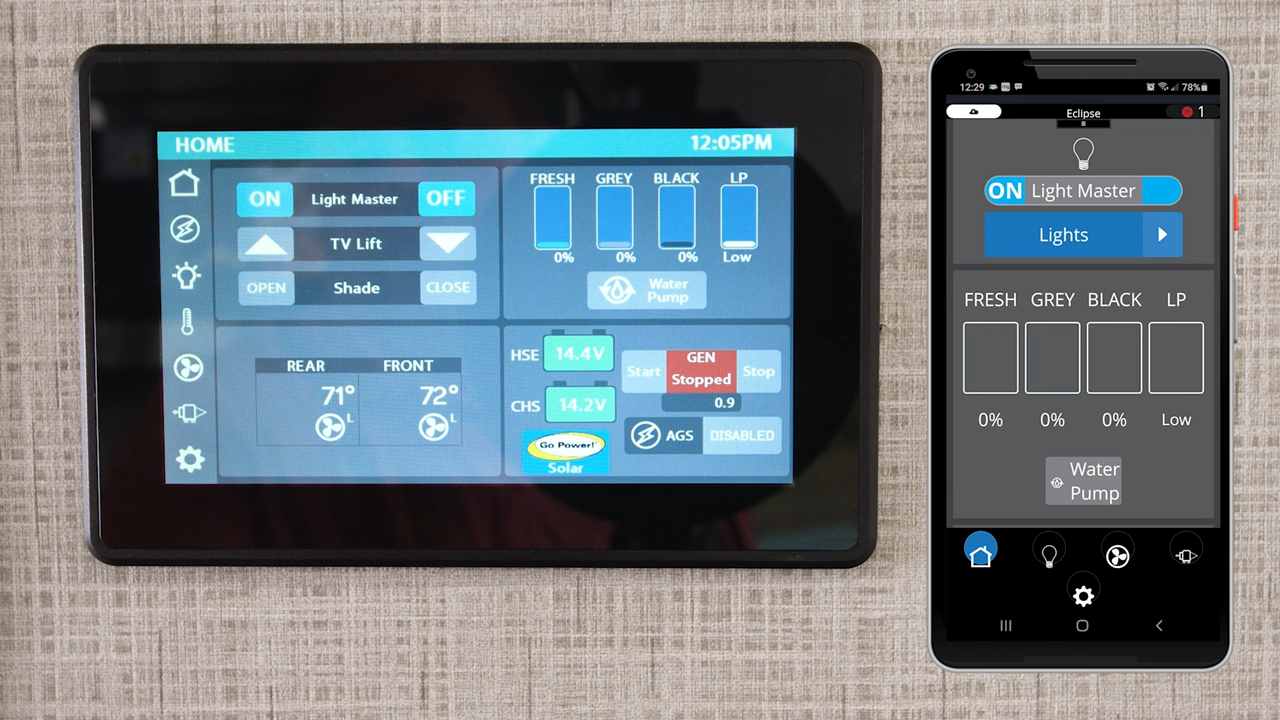 HOME 12:05PM
ON Light Master OFF
TV Lift
OPEN Shade CLOSE
FRESH GREY BLACK LP
0% 0% 0% Low
Water
Pump
REAR FRONT
71° 72°
L L
HSE 14.4V
CHS 14.2V
Go Power!
Solar
GEN
Start Stopped Stop
0.9
AGS DISABLED
12:29 78%
Eclipse 1
ON Light Master
Lights
FRESH GREY BLACK LP
0% 0% 0% Low
Water
Pump